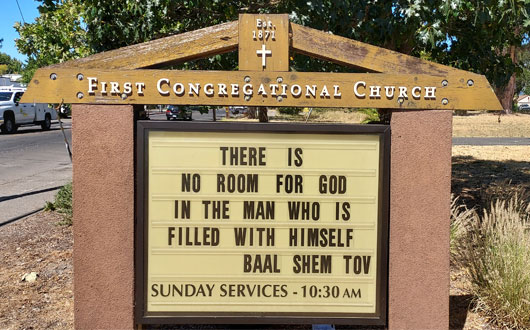 Est.
1871
First Congregational Church
THERE IS
NO ROOM FOR GOD
IN THE MAN WHO IS
FILLED WITH HIMSELF
BAAL SHEM TOV
SUNDAY SERVICES - 10:30 AM